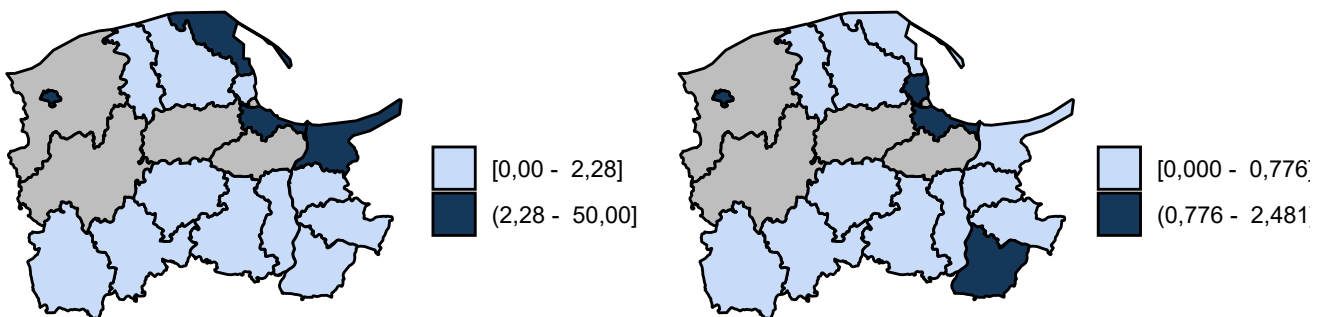 [0,00 - 2,28]
(2,28 - 50,00]
[0,000 - 0,776]
(0,776 - 2,481]